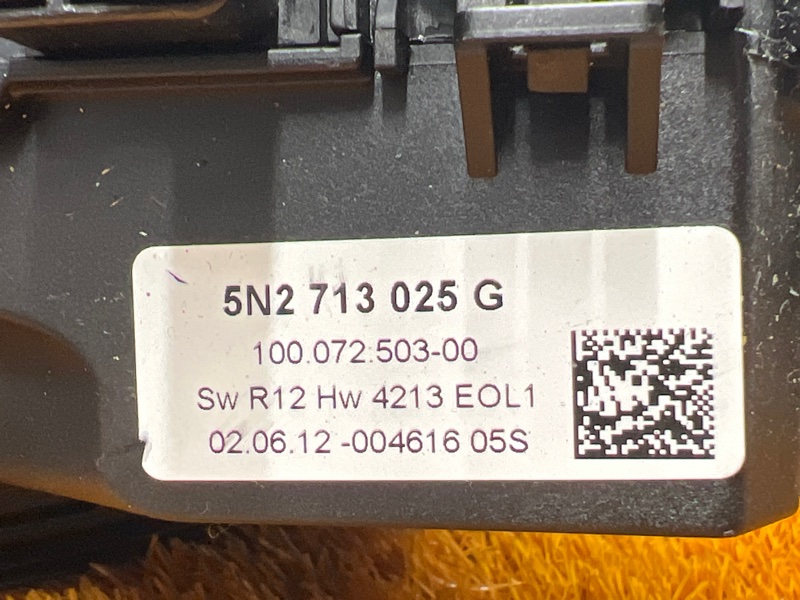 5N2 713 025 G
100.072.503-00
Sw R12 Hw 4213 EOL1
02.06.12 -004616 05S